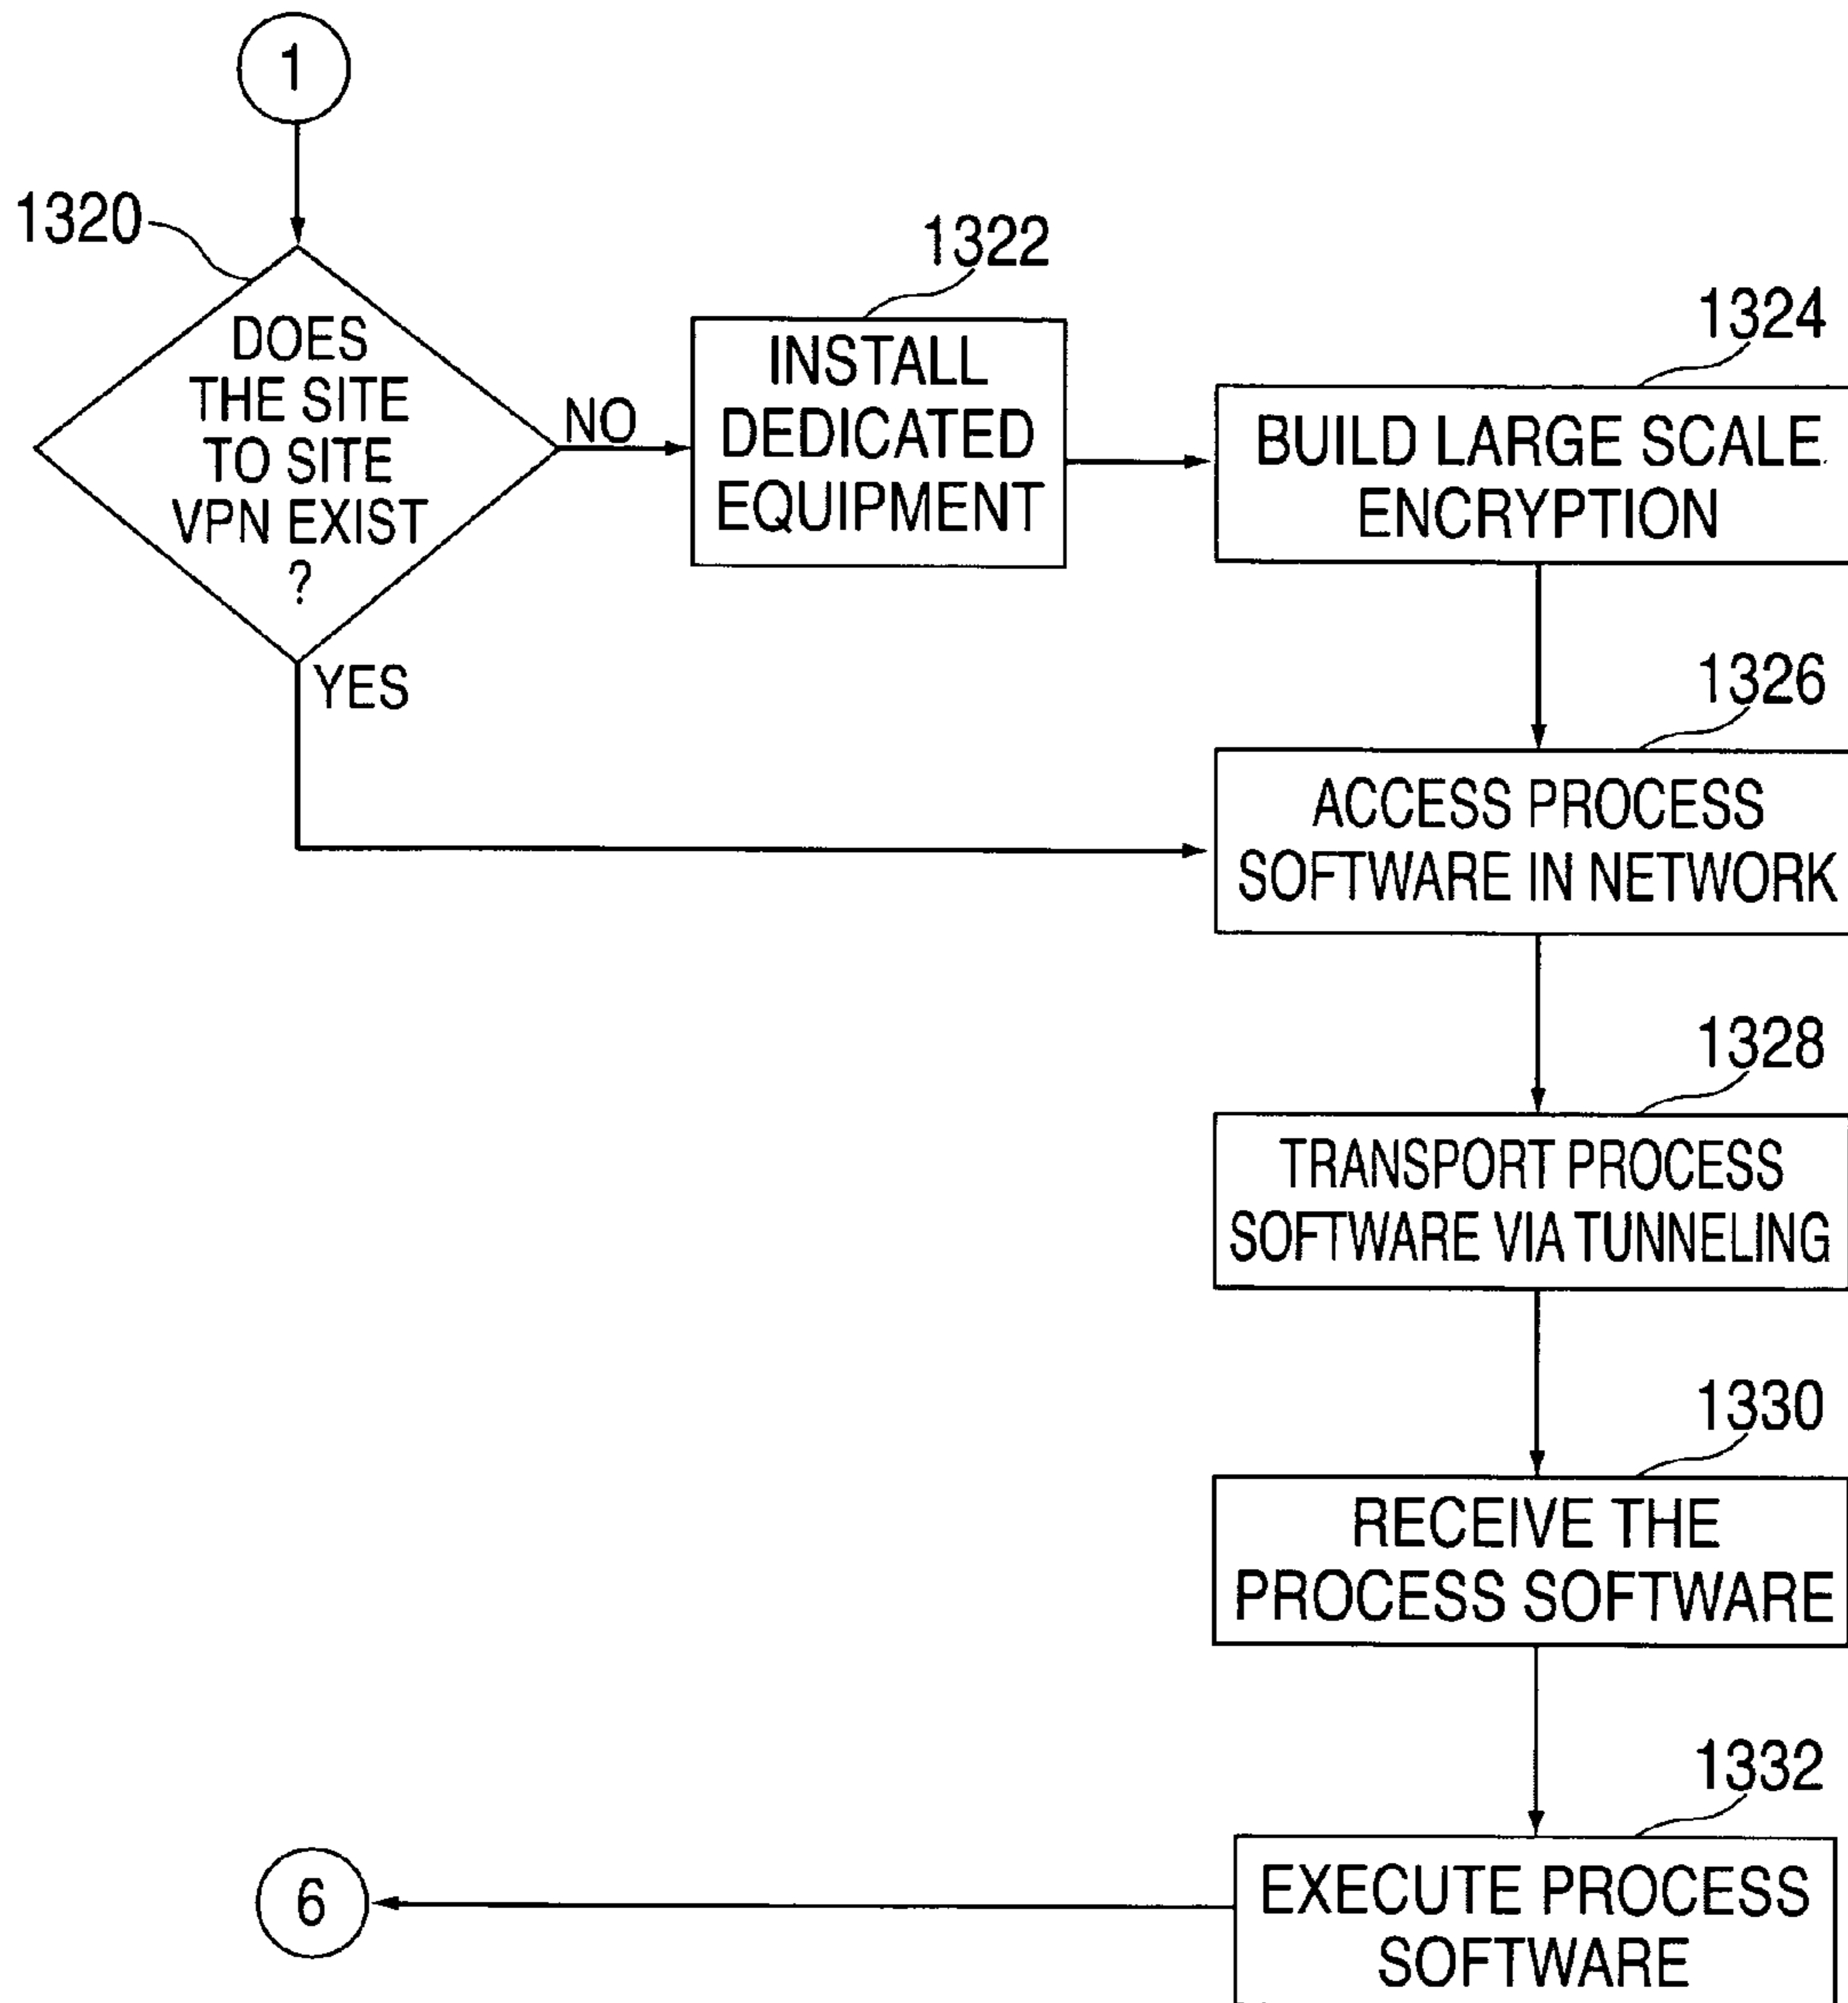 1
1320
DOES
THE SITE
TO SITE
VPN EXIST
?
NO
YES
1322
INSTALL
DEDICATED
EQUIPMENT
1324
BUILD LARGE SCALE
ENCRYPTION
1326
ACCESS PROCESS
SOFTWARE IN NETWORK
1328
TRANSPORT PROCESS
SOFTWARE VIA TUNNELING
1330
RECEIVE THE
PROCESS SOFTWARE
1332
EXECUTE PROCESS
SOFTWARE
6